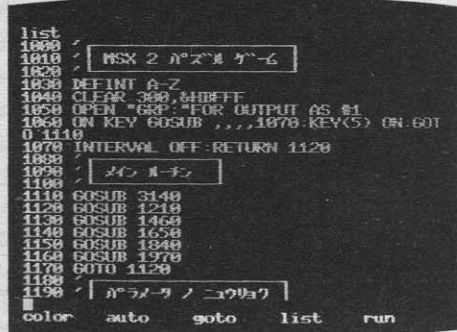 list
1000 '
1010 ' MSX 2 パズル ゲーム
1020 '
1030 DEFINT A-Z
1040 CLEAR 300,&HBFFF
1050 OPEN "GRP:"FOR OUTPUT AS #1
1060 ON KEY GOSUB ,,,,1070:KEY(5) ON:GOT
O 1110
1070 INTERVAL OFF:RETURN 1120
1080 '
1090 ' メイン ルーチン
1100 '
1110 GOSUB 3140
1120 GOSUB 1210
1130 GOSUB 1460
1140 GOSUB 1650
1150 GOSUB 1840
1160 GOSUB 1970
1170 GOTO 1120
1180 '
1190 ' パラメータ ノ ニュウリョク
color auto goto list run